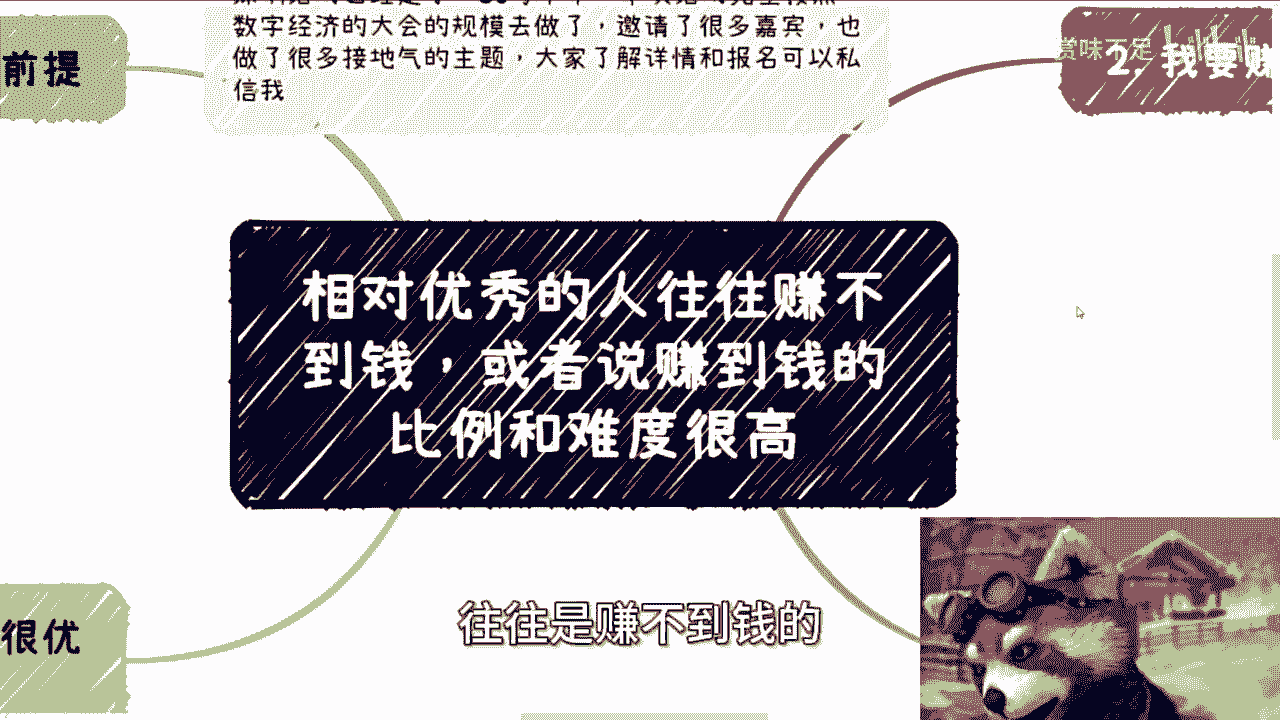 数字经济的大会的规模去做了，邀请了很多嘉宾，也
做了很多接地气的主题，大家了解详情和报名可以私
信我
前提
2. 我要赚
赏味不足
相对优秀的人往往赚不
到钱，或者说赚到钱的
比例和难度很高
很优
往往是赚不到钱的